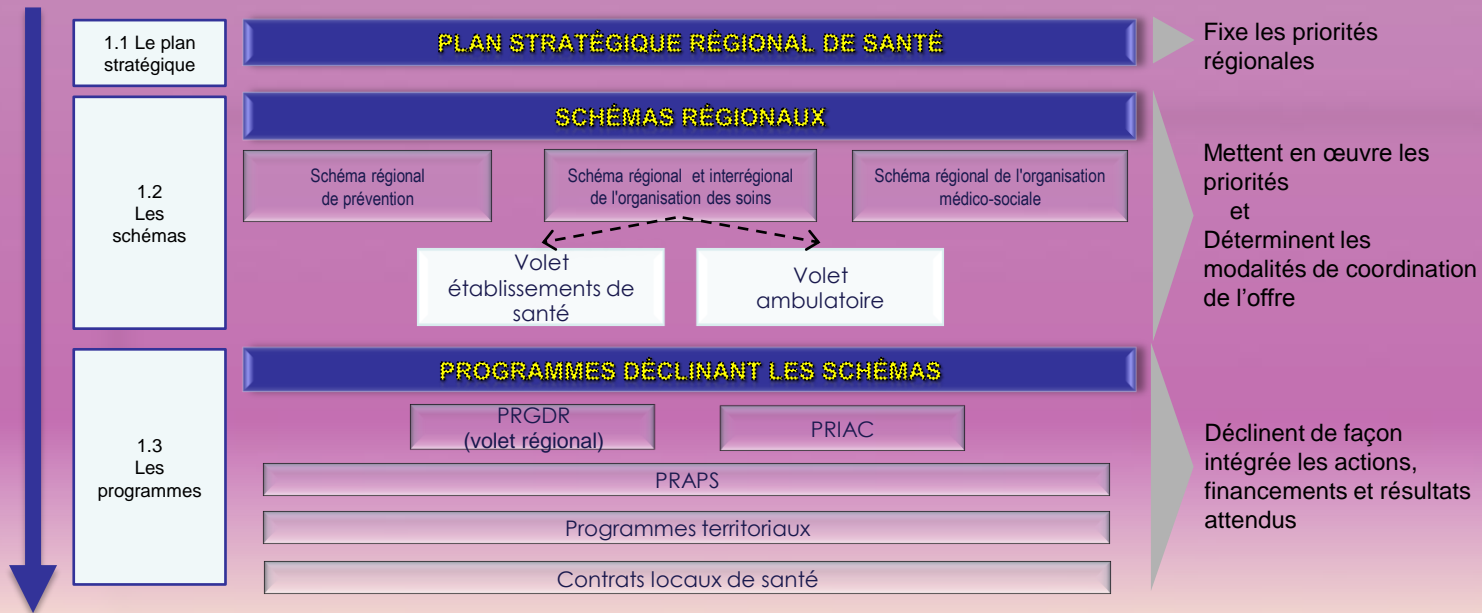 1.1 Le plan
stratégique
PLAN STRATÉGIQUE RÉGIONAL DE SANTÉ
Fixe les priorités
régionales
1.2
Les
schémas
SCHÉMAS RÉGIONAUX
Schéma régional
de prévention
Schéma régional et interrégional
de l'organisation des soins
Schéma régional de l'organisation
médico-sociale
Volet
établissements de
santé
Volet
ambulatoire
Mettent en œuvre les
priorités
et
Déterminent les
modalités de coordination
de l’offre
1.3
Les
programmes
PROGRAMMES DÉCLINANT LES SCHÉMAS
PRGDR
(volet régional)
PRIAC
PRAPS
Programmes territoriaux
Contrats locaux de santé
Déclinent de façon
intégrée les actions,
financements et résultats
attendus